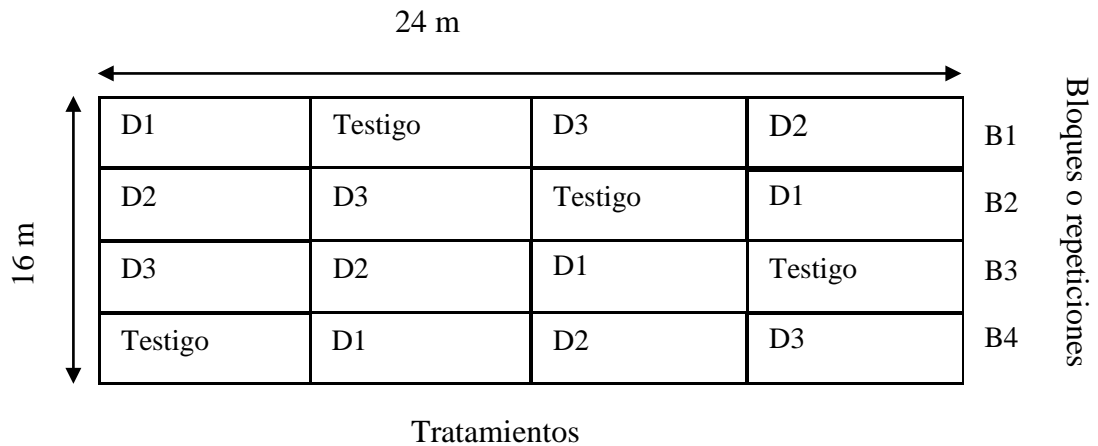 24 m
16 m
D1 Testigo D3 D2 B1
D2 D3 Testigo D1 B2
D3 D2 D1 Testigo B3
Testigo D1 D2 D3 B4
Bloques o repeticiones
Tratamientos